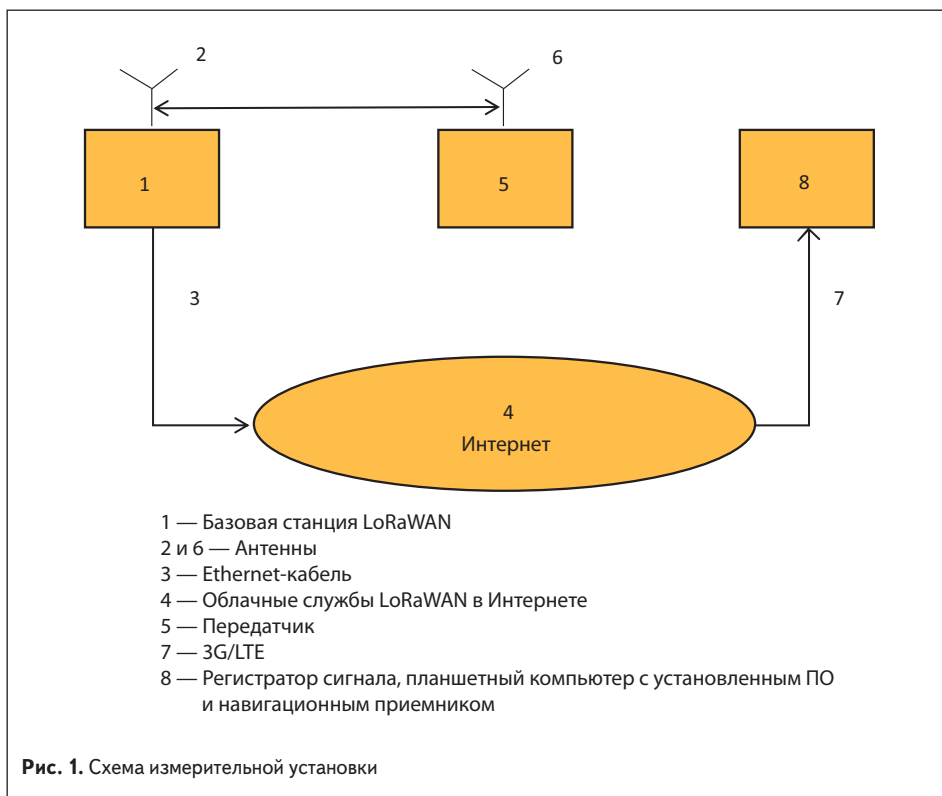 2
6
1
5
8
3
7
4
Интернет
1 — Базовая станция LoRaWAN
2 и 6 — Антенны
3 — Ethernet-кабель
4 — Облачные службы LoRaWAN в Интернете
5 — Передатчик
7 — 3G/LTE
8 — Регистратор сигнала, планшетный компьютер с установленным ПО
и навигационным приемником
Рис. 1. Схема измерительной установки